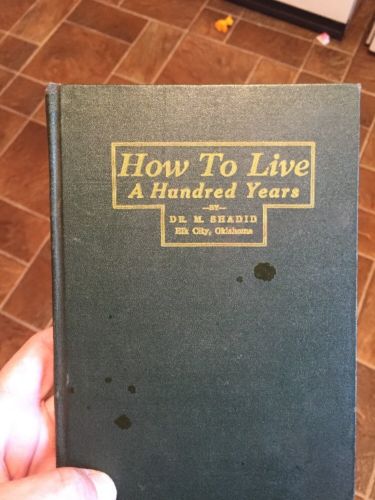 How To Live
A Hundred Years
—BY—
DR. M. SHADID
Elk City, Oklahoma